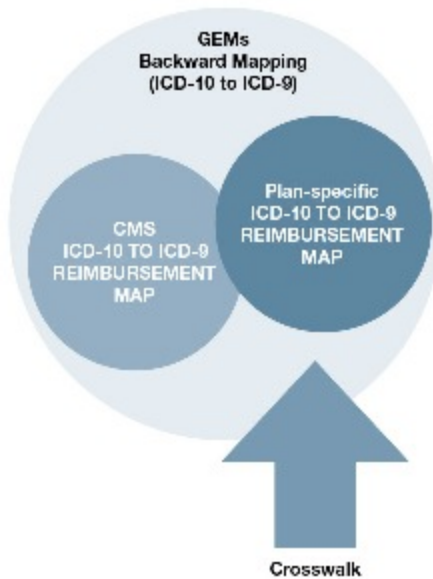 GEMs
Backward Mapping
(ICD-10 to ICD-9)
Plan-specific
ICD-10 TO ICD-9
REIMBURSEMENT
MAP
CMS
ICD-10 TO ICD-9
REIMBURSEMENT
MAP
Crosswalk